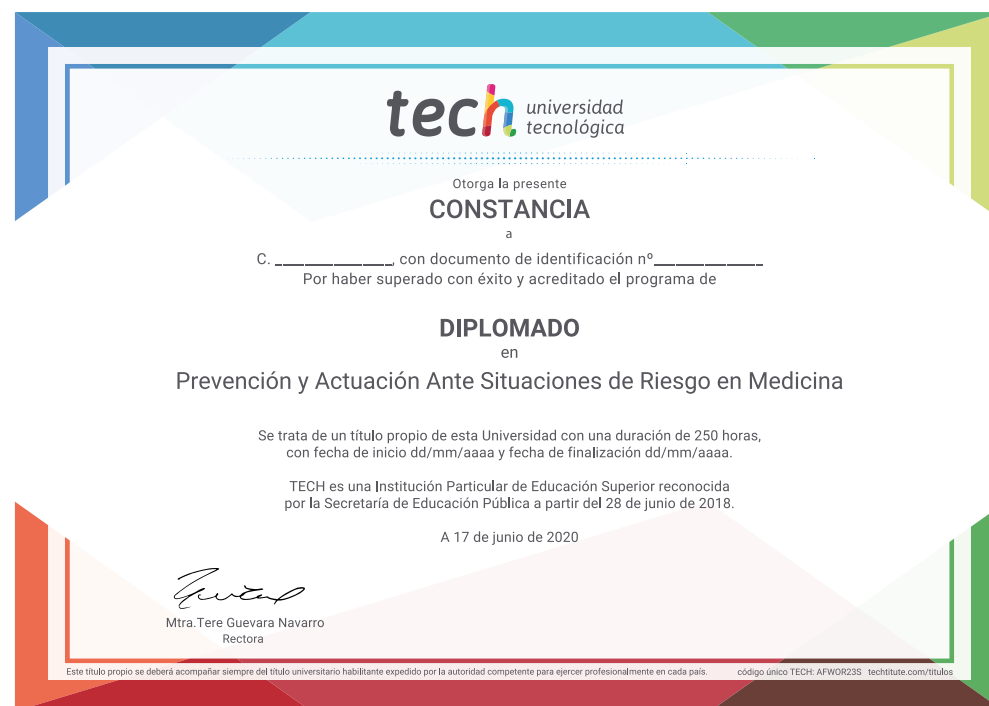 tech universidad
tecnológica
Otorga la presente
CONSTANCIA
a
C. ______________, con documento de identificación nº_____________
Por haber superado con éxito y acreditado el programa de
DIPLOMADO
en
Prevención y Actuación Ante Situaciones de Riesgo en Medicina
Se trata de un título propio de esta Universidad con una duración de 250 horas,
con fecha de inicio dd/mm/aaaa y fecha de finalización dd/mm/aaaa.
TECH es una Institución Particular de Educación Superior reconocida
por la Secretaría de Educación Pública a partir del 28 de junio de 2018.
A 17 de junio de 2020
Mtra.Tere Guevara Navarro
Rectora
Este título propio se deberá acompañar siempre del título universitario habilitante expedido por la autoridad competente para ejercer profesionalmente en cada país. código único TECH: AFWOR23S techtitute.com/titulos